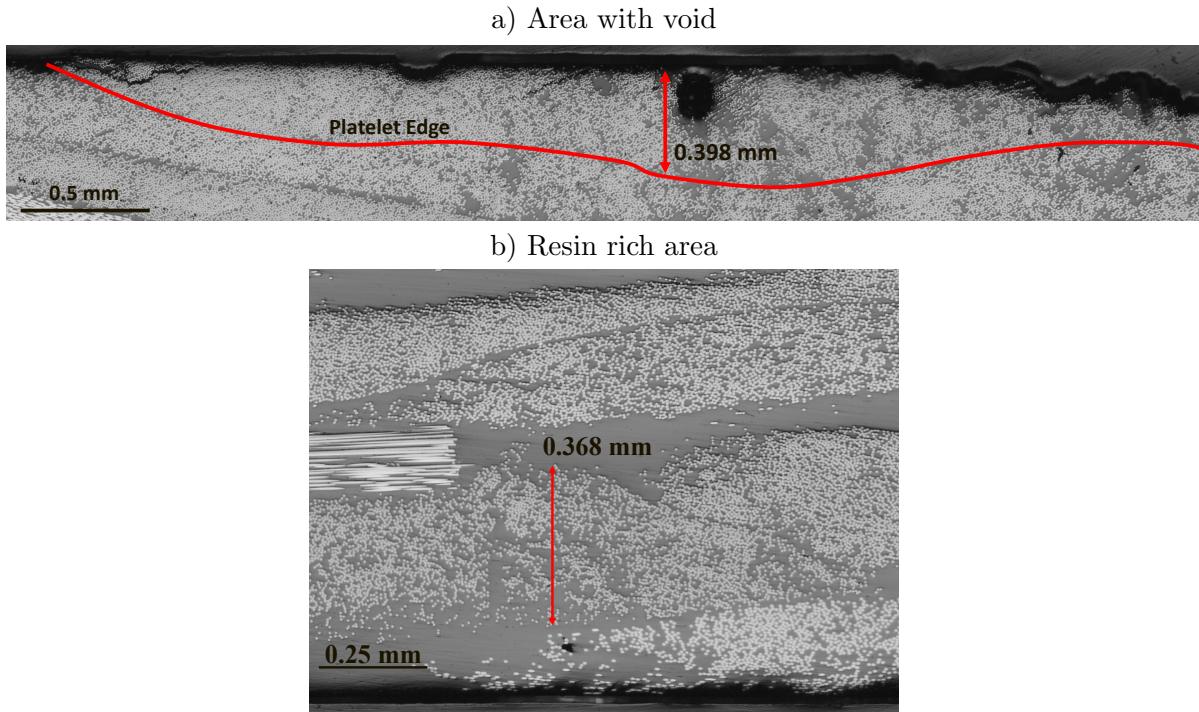 a) Area with void
Platelet Edge
0.398 mm
0.5 mm
b) Resin rich area
0.368 mm
0.25 mm